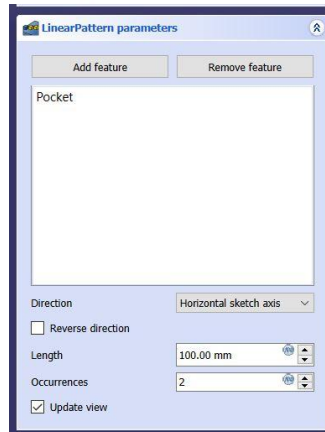 LinearPattern parameters
Add feature Remove feature
Pocket
Direction Horizontal sketch axis
Reverse direction
Length 100.00 mm
Occurrences 2
Update view